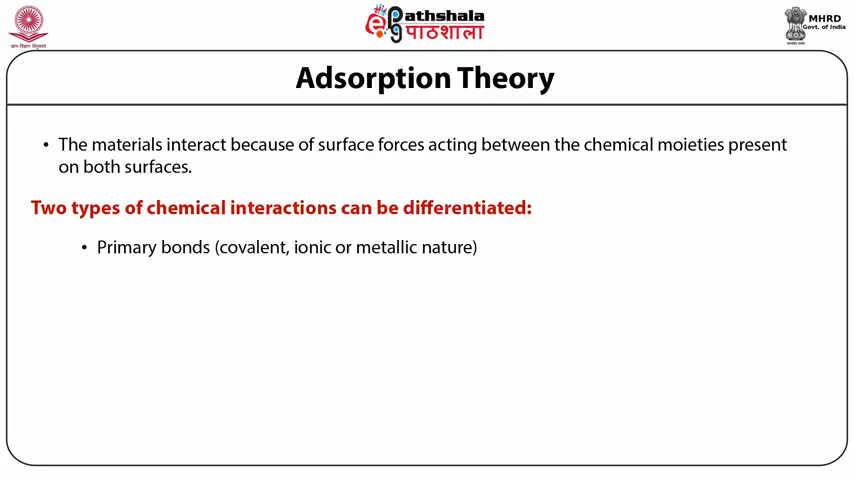 ePG Pathshala
पाठशाला
MHRD
Govt. of India
Adsorption Theory
• The materials interact because of surface forces acting between the chemical moieties present
on both surfaces.
Two types of chemical interactions can be differentiated:
• Primary bonds (covalent, ionic or metallic nature)